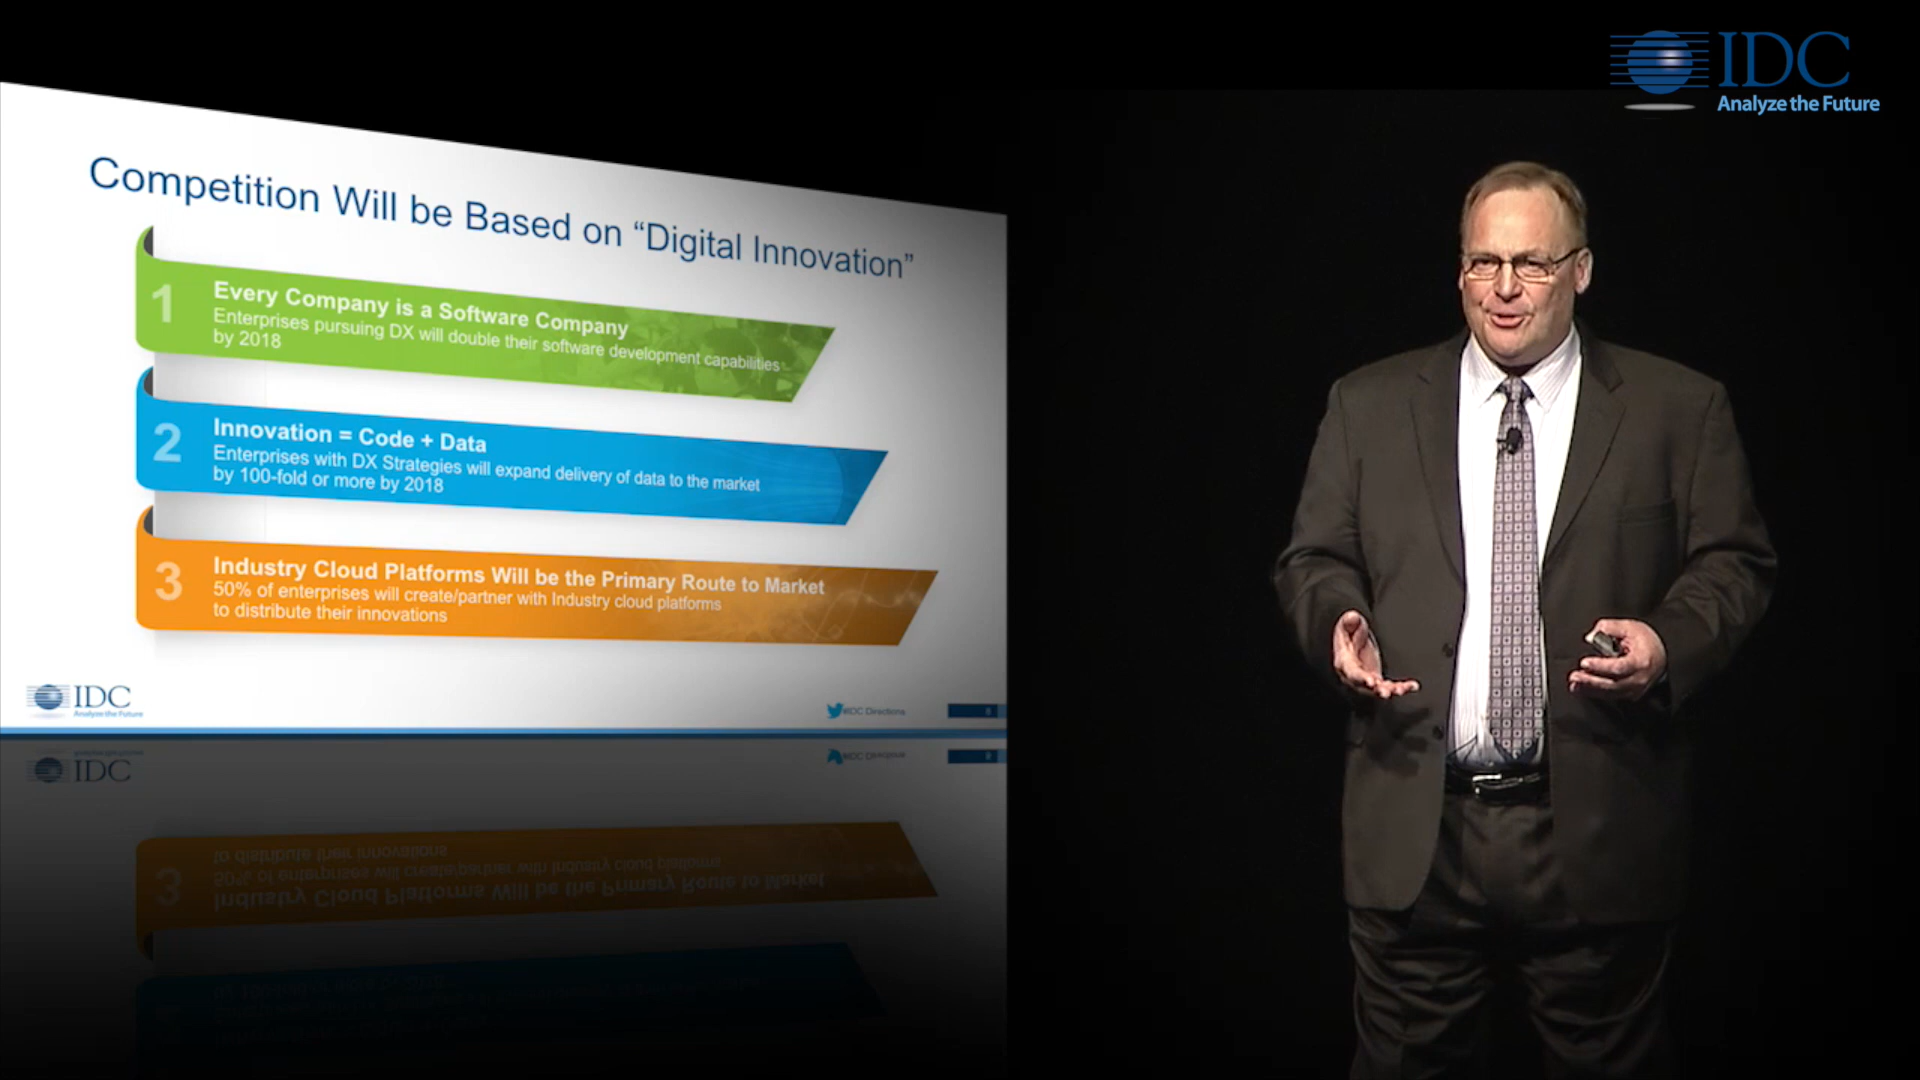 IDC
Analyze the Future
Competition Will be Based on “Digital Innovation”
1
Every Company is a Software Company
Enterprises pursuing DX will double their software development capabilities
by 2018
2
Innovation = Code + Data
Enterprises with DX Strategies will expand delivery of data to the market
by 100-fold or more by 2018
3
Industry Cloud Platforms Will be the Primary Route to Market
50% of enterprises will create/partner with Industry cloud platforms
to distribute their innovations
IDC
Analyze the Future